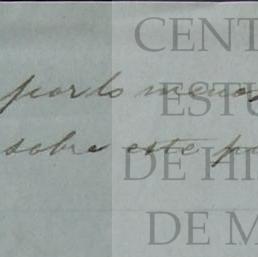 CENT
por lo menos
ESTU
sobre este p
DE HI
DE M